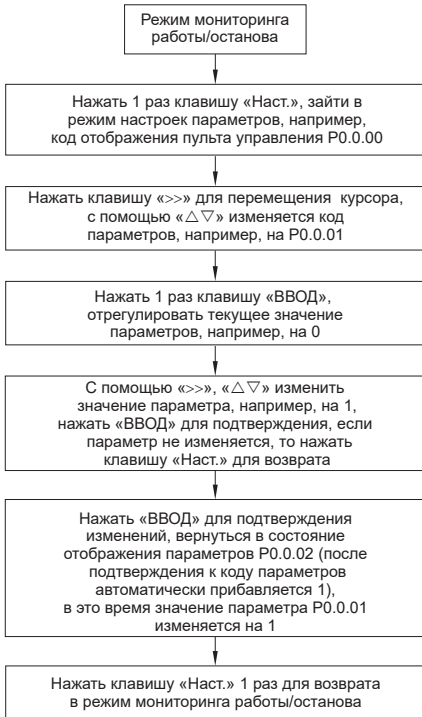 Режим мониторинга
работы/останова
Нажать 1 раз клавишу «Наст.», зайти в
режим настроек параметров, например,
код отображения пульта управления P0.0.00
Нажать клавишу «>>» для перемещения курсора,
с помощью «△▽» изменяется код
параметров, например, на P0.0.01
Нажать 1 раз клавишу «ВВОД»,
отрегулировать текущее значение
параметров, например, на 0
С помощью «>>», «△▽» изменить
значение параметра, например, на 1,
нажать «ВВОД» для подтверждения, если
параметр не изменяется, то нажать
клавишу «Наст.» для возврата
Нажать «ВВОД» для подтверждения
изменений, вернуться в состояние
отображения параметров P0.0.02 (после
подтверждения к коду параметров
автоматически прибавляется 1),
в это время значение параметра P0.0.01
изменяется на 1
Нажать клавишу «Наст.» 1 раз для возврата
в режим мониторинга работы/останова